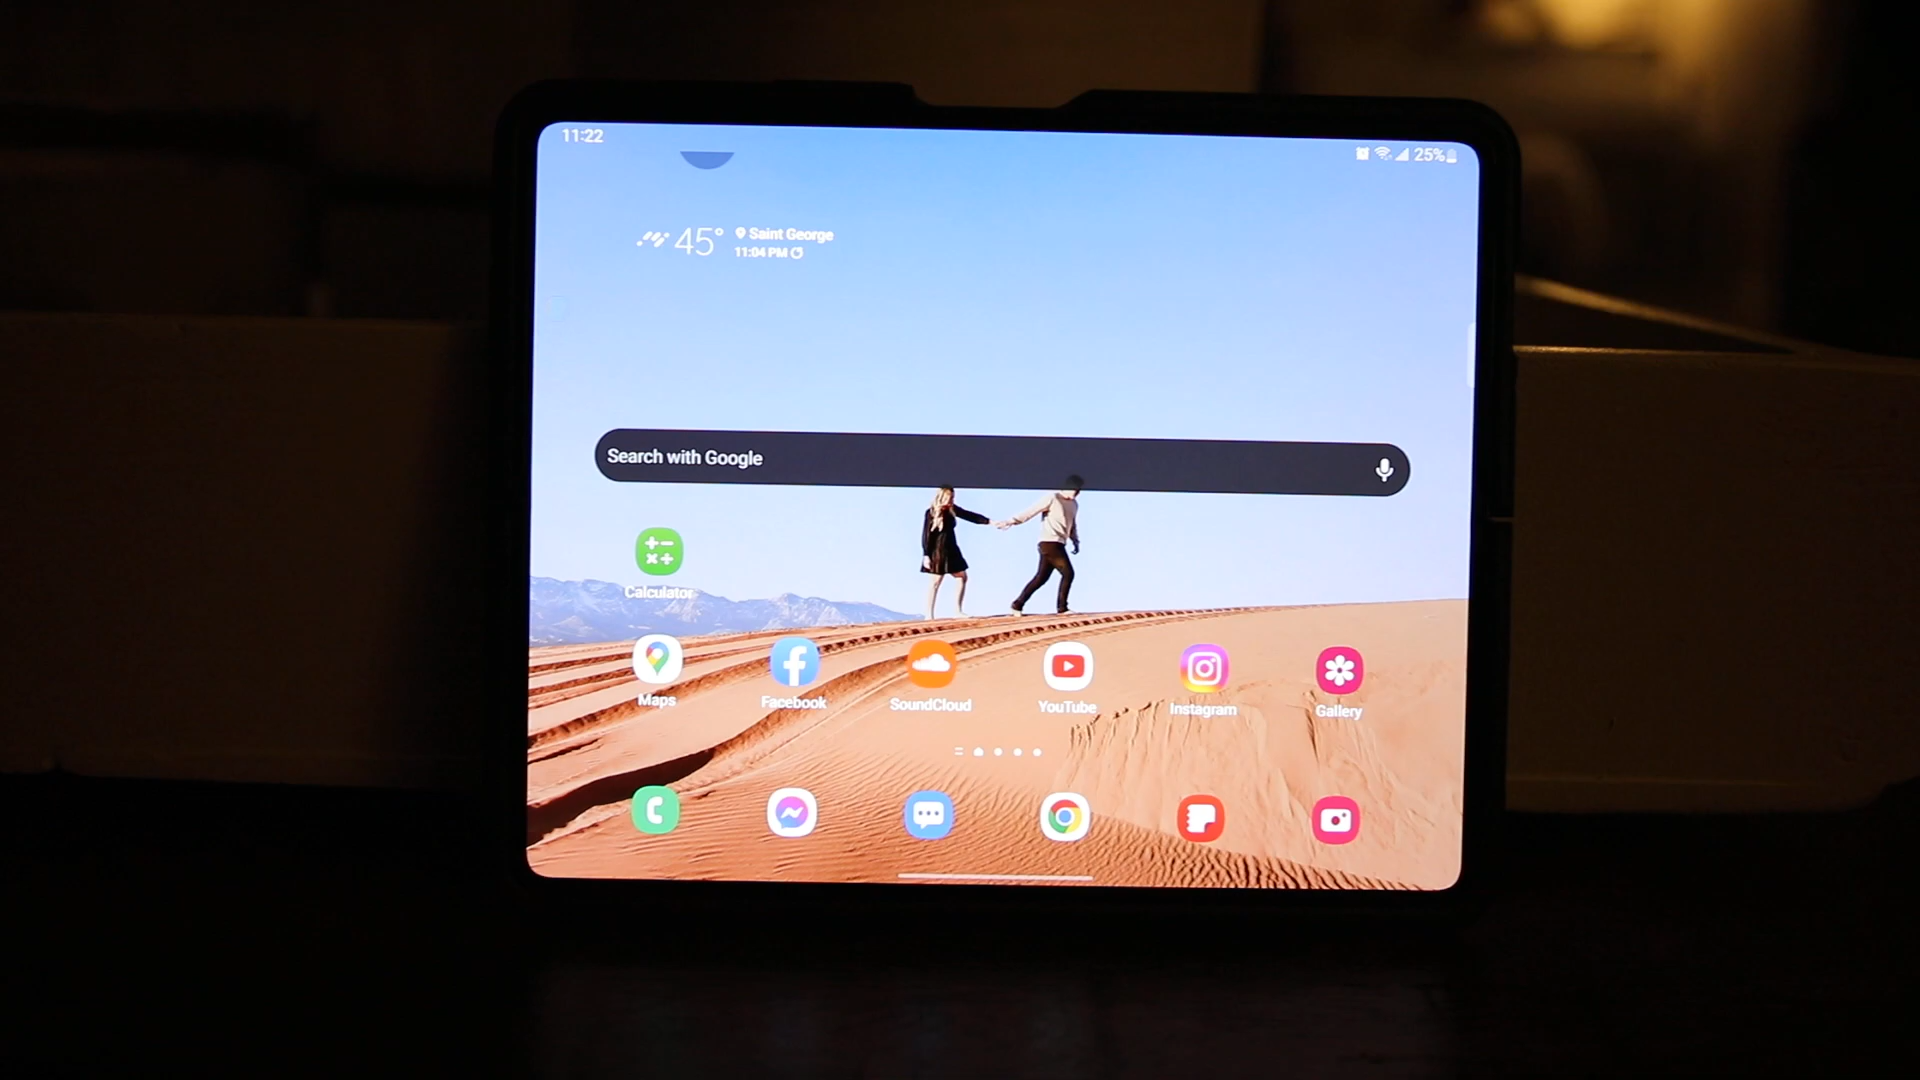 11:22
25%
45° Saint George
11:04 PM
Search with Google
Calculator
Maps
Facebook
SoundCloud
YouTube
Instagram
Gallery